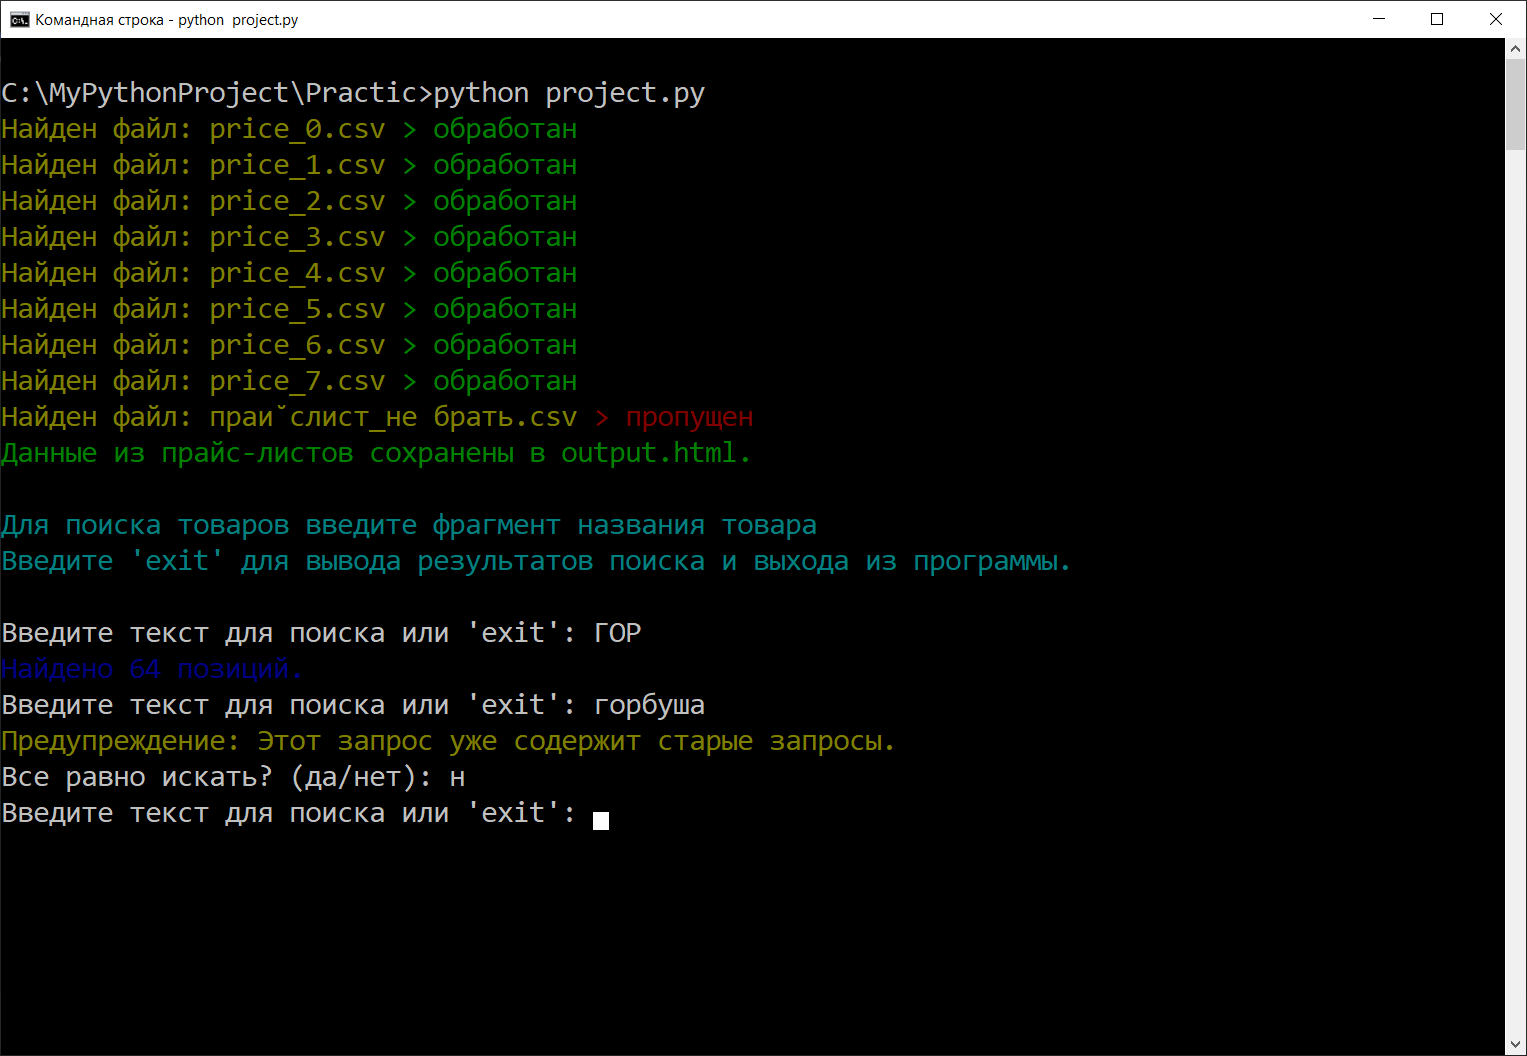 Командная строка - python  project.py
C:\MyPythonProject\Practic>python project.py
Найден файл: price_0.csv > обработан
Найден файл: price_1.csv > обработан
Найден файл: price_2.csv > обработан
Найден файл: price_3.csv > обработан
Найден файл: price_4.csv > обработан
Найден файл: price_5.csv > обработан
Найден файл: price_6.csv > обработан
Найден файл: price_7.csv > обработан
Найден файл: праи˘слист_не брать.csv > пропущен
Данные из прайс-листов сохранены в output.html.
Для поиска товаров введите фрагмент названия товара
Введите 'exit' для вывода результатов поиска и выхода из программы.
Введите текст для поиска или 'exit': ГОР
Найдено 64 позиций.
Введите текст для поиска или 'exit': горбуша
Предупреждение: Этот запрос уже содержит старые запросы.
Все равно искать? (да/нет): н
Введите текст для поиска или 'exit':